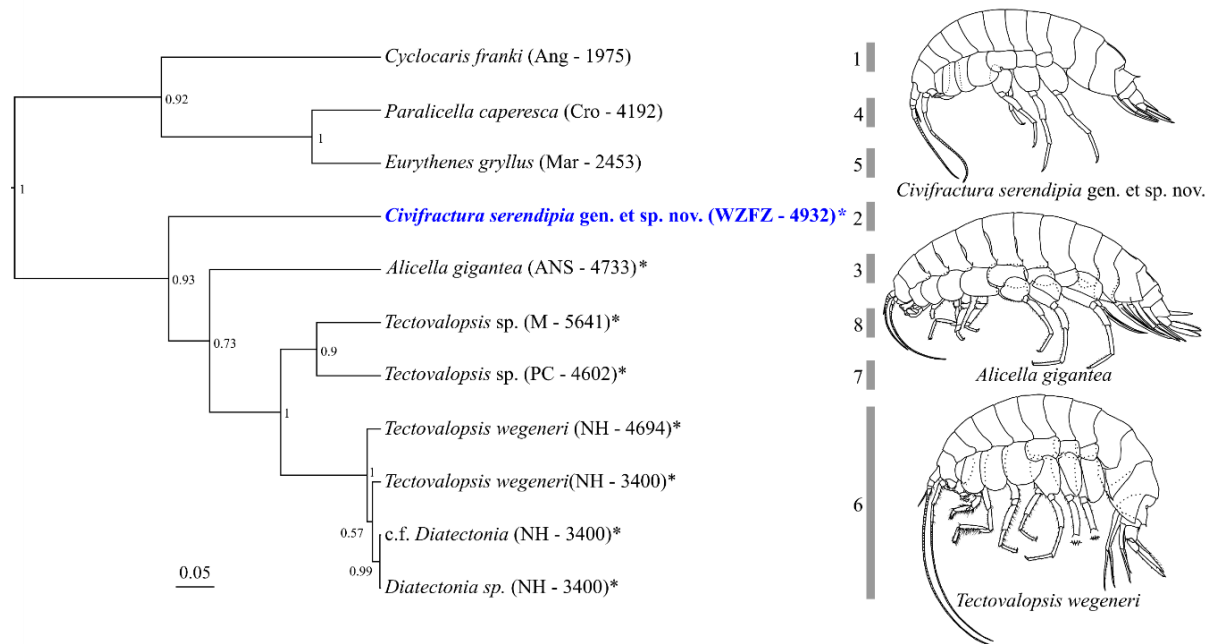 Cyclocaris franki (Ang - 1975)
1
0.92
Paralicella caperesca (Cro - 4192)
4
1
Eurythenes gryllus (Mar - 2453)
5
1
Civifractura serendipia gen. et sp. nov.
Civifractura serendipia gen. et sp. nov. (WZFZ - 4932)*
2
0.93
Alicella gigantea (ANS - 4733)*
3
Tectovalopsis sp. (M - 5641)*
8
0.73
0.9
Tectovalopsis sp. (PC - 4602)*
7
Alicella gigantea
1
Tectovalopsis wegeneri (NH - 4694)*
1
Tectovalopsis wegeneri(NH - 3400)*
6
0.57
c.f. Diatectonia (NH - 3400)*
0.99
0.05
Diatectonia sp. (NH - 3400)*
Tectovalopsis wegeneri